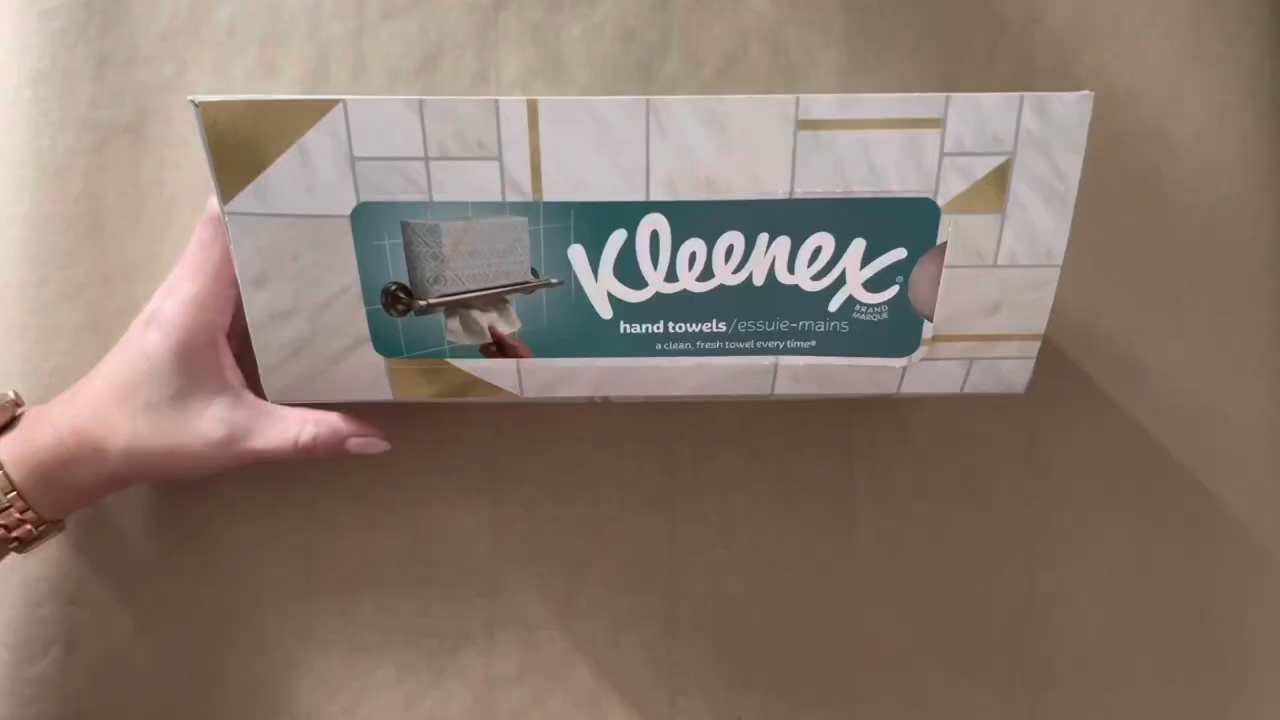 Kleenex®
BRAND
MARQUE
hand towels/essuie-mains
a clean, fresh towel every time®